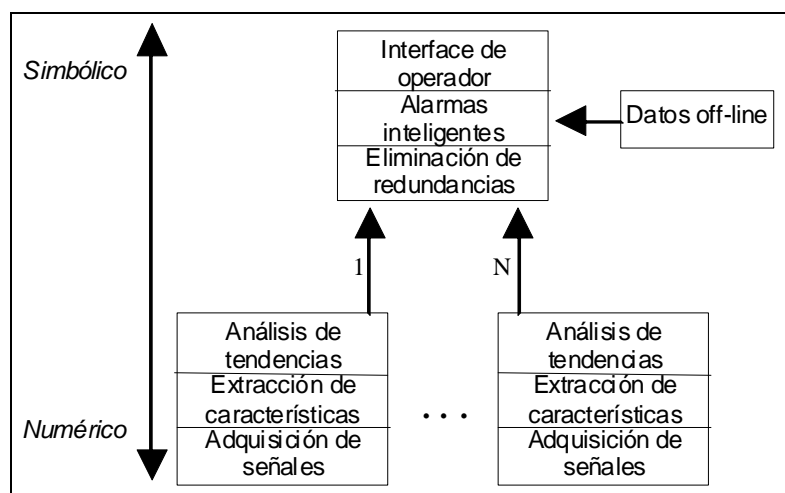 Simbólico
Interface de
operador
Alarmas
inteligentes
Eliminación de
redundancias
Datos off-line
1
N
Análisis de
tendencias
Extracción de
características
Adquisición de
señales
. . .
Análisis de
tendencias
Extracción de
características
Adquisición de
señales
Numérico